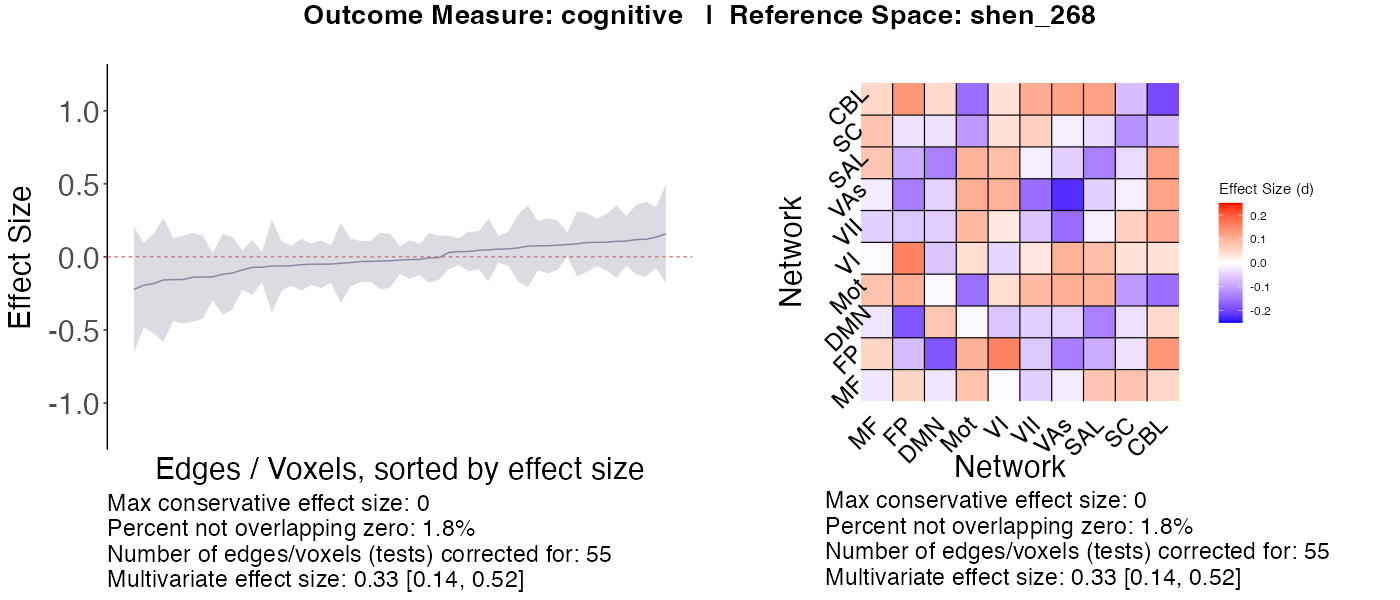 Outcome Measure: cognitive | Reference Space: shen_268
1.0
0.5
0.0
-0.5
-1.0
Effect Size
Edges / Voxels, sorted by effect size
Max conservative effect size: 0
Percent not overlapping zero: 1.8%
Number of edges/voxels (tests) corrected for: 55
Multivariate effect size: 0.33 [0.14, 0.52]
Network
CBL
SC
SAL
VAs
VII
VI
Mot
DMN
FP
MF
MF
FP
DMN
Mot
VI
VII
VAs
SAL
SC
CBL
Network
Effect Size (d)
0.2
0.1
0.0
-0.1
-0.2
Max conservative effect size: 0
Percent not overlapping zero: 1.8%
Number of edges/voxels (tests) corrected for: 55
Multivariate effect size: 0.33 [0.14, 0.52]